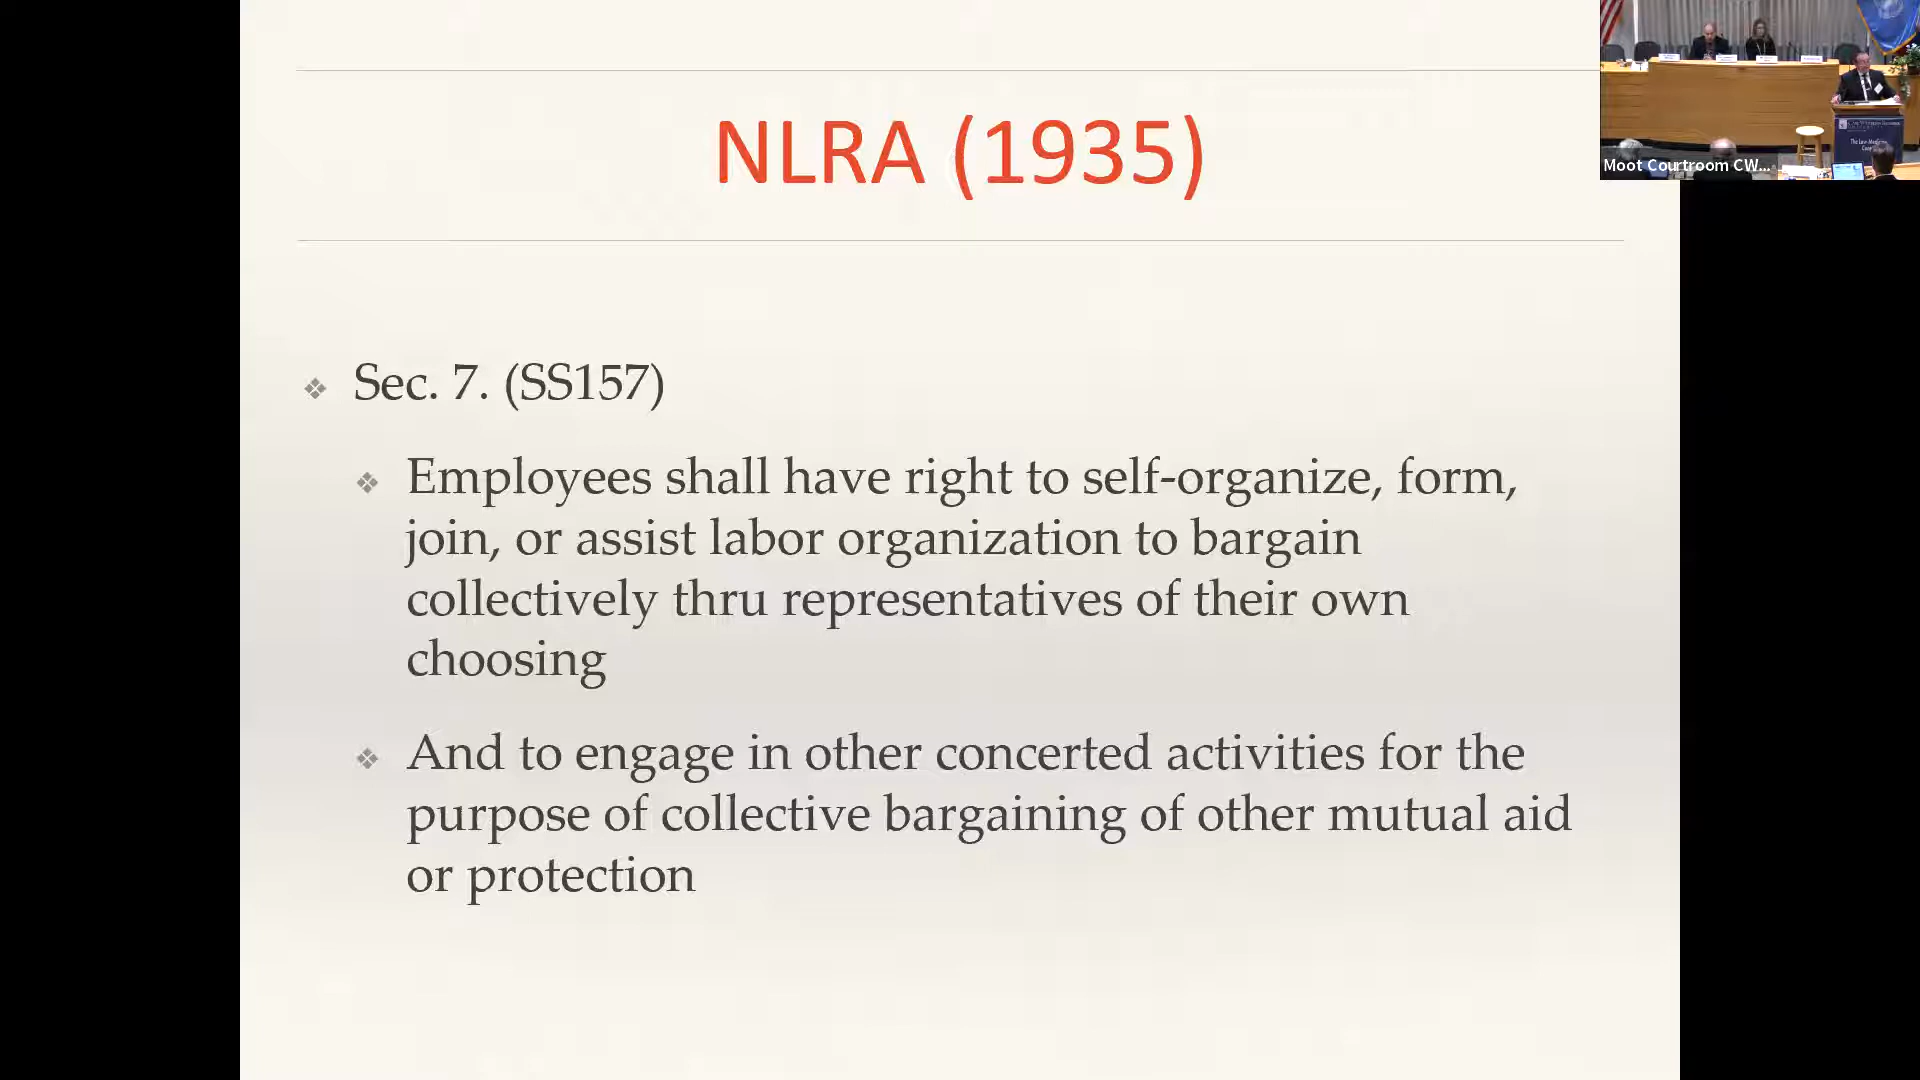 NLRA (1935)
Sec. 7. (SS157)
Employees shall have right to self-organize, form,
join, or assist labor organization to bargain
collectively thru representatives of their own
choosing
And to engage in other concerted activities for the
purpose of collective bargaining of other mutual aid
or protection
Moot Courtroom CW...